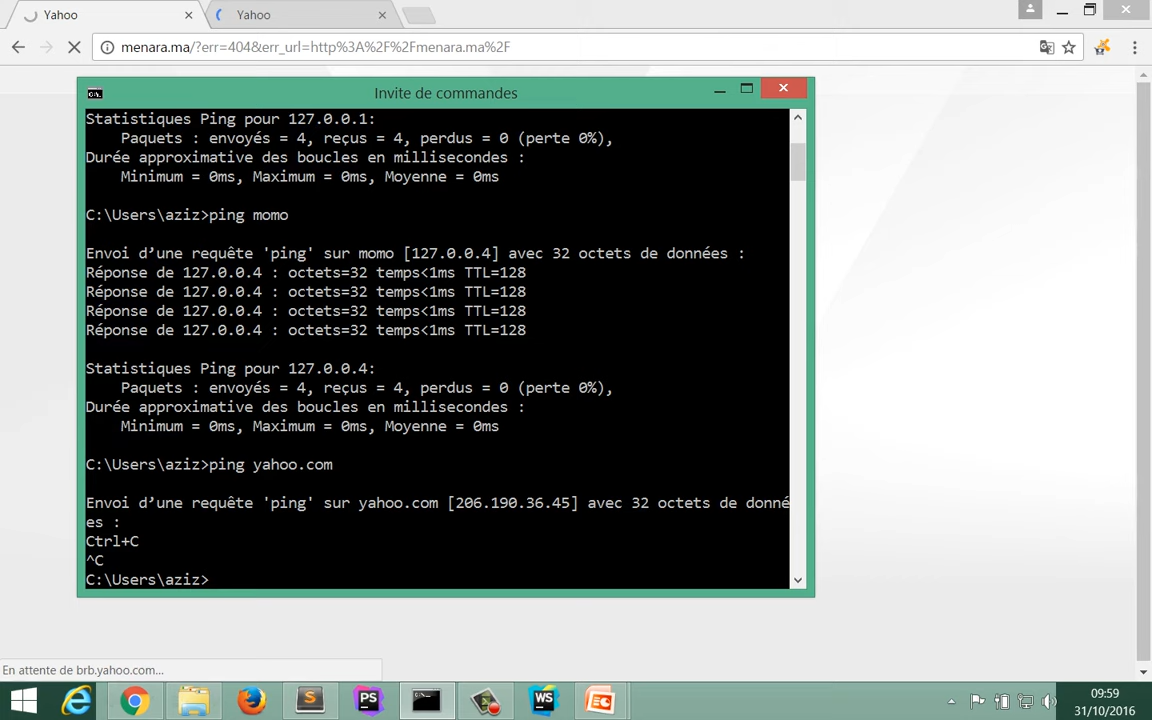 Yahoo
Yahoo
menara.ma/?err=404&err_url=http%3A%2F%2Fmenara.ma%2F
C:\.
Invite de commandes
Statistiques Ping pour 127.0.0.1:
    Paquets : envoyés = 4, reçus = 4, perdus = 0 (perte 0%),
Durée approximative des boucles en millisecondes :
    Minimum = 0ms, Maximum = 0ms, Moyenne = 0ms
C:\Users\aziz>ping momo
Envoi d’une requête 'ping' sur momo [127.0.0.4] avec 32 octets de données :
Réponse de 127.0.0.4 : octets=32 temps<1ms TTL=128
Réponse de 127.0.0.4 : octets=32 temps<1ms TTL=128
Réponse de 127.0.0.4 : octets=32 temps<1ms TTL=128
Réponse de 127.0.0.4 : octets=32 temps<1ms TTL=128
Statistiques Ping pour 127.0.0.4:
    Paquets : envoyés = 4, reçus = 4, perdus = 0 (perte 0%),
Durée approximative des boucles en millisecondes :
    Minimum = 0ms, Maximum = 0ms, Moyenne = 0ms
C:\Users\aziz>ping yahoo.com
Envoi d’une requête 'ping' sur yahoo.com [206.190.36.45] avec 32 octets de donné
es :
Ctrl+C
^C
C:\Users\aziz>
En attente de brb.yahoo.com...
S
PS
WS
09:59
31/10/2016